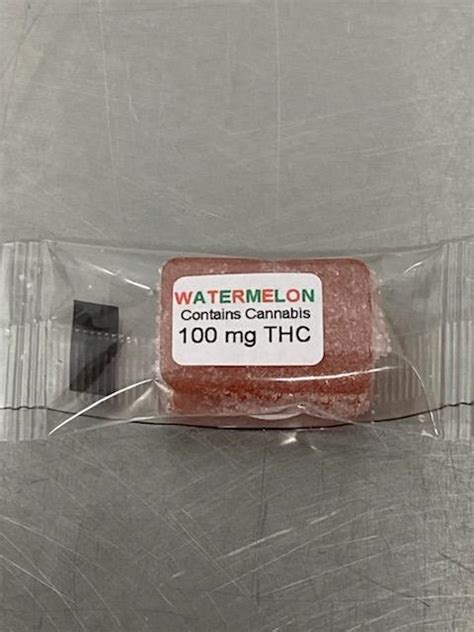 WATERMELON
Contains Cannabis
100 mg THC